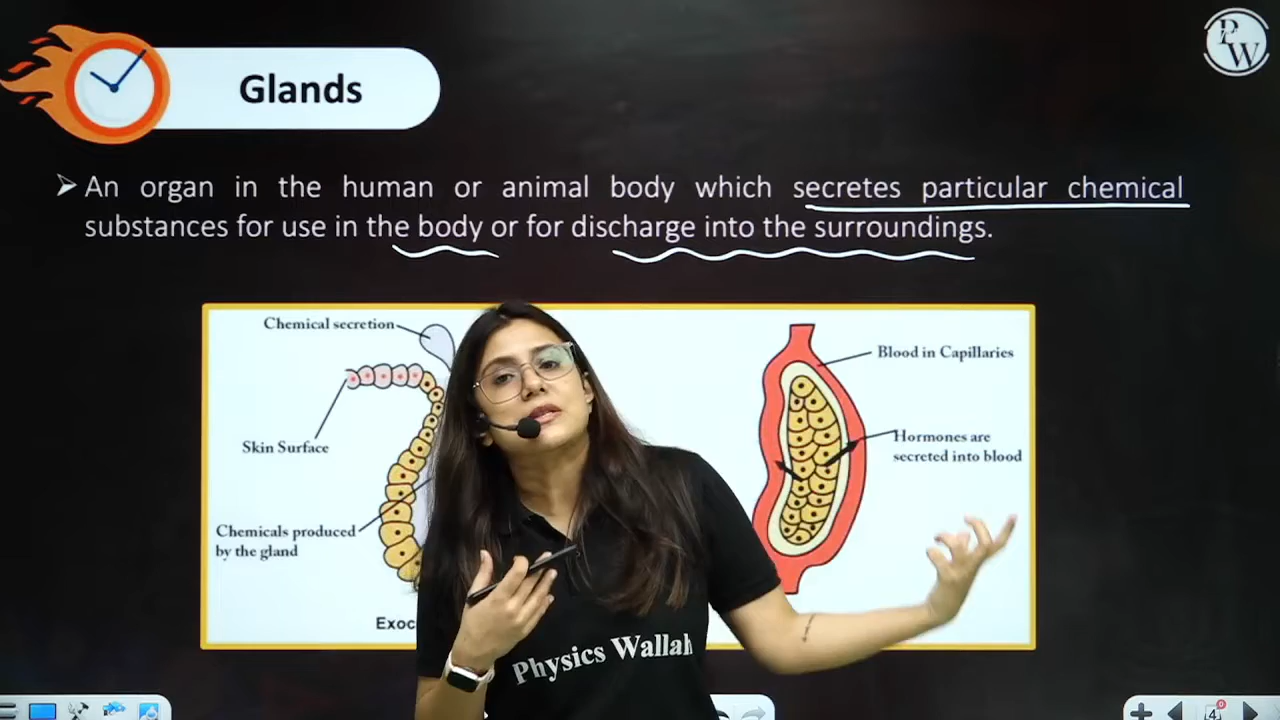 PW
Glands
➢ An organ in the human or animal body which secretes particular chemical
substances for use in the body or for discharge into the surroundings.
Chemical secretion
Skin Surface
Chemicals produced
by the gland
Exoc
Blood in Capillaries
Hormones are
secreted into blood
Physics Wallah
4